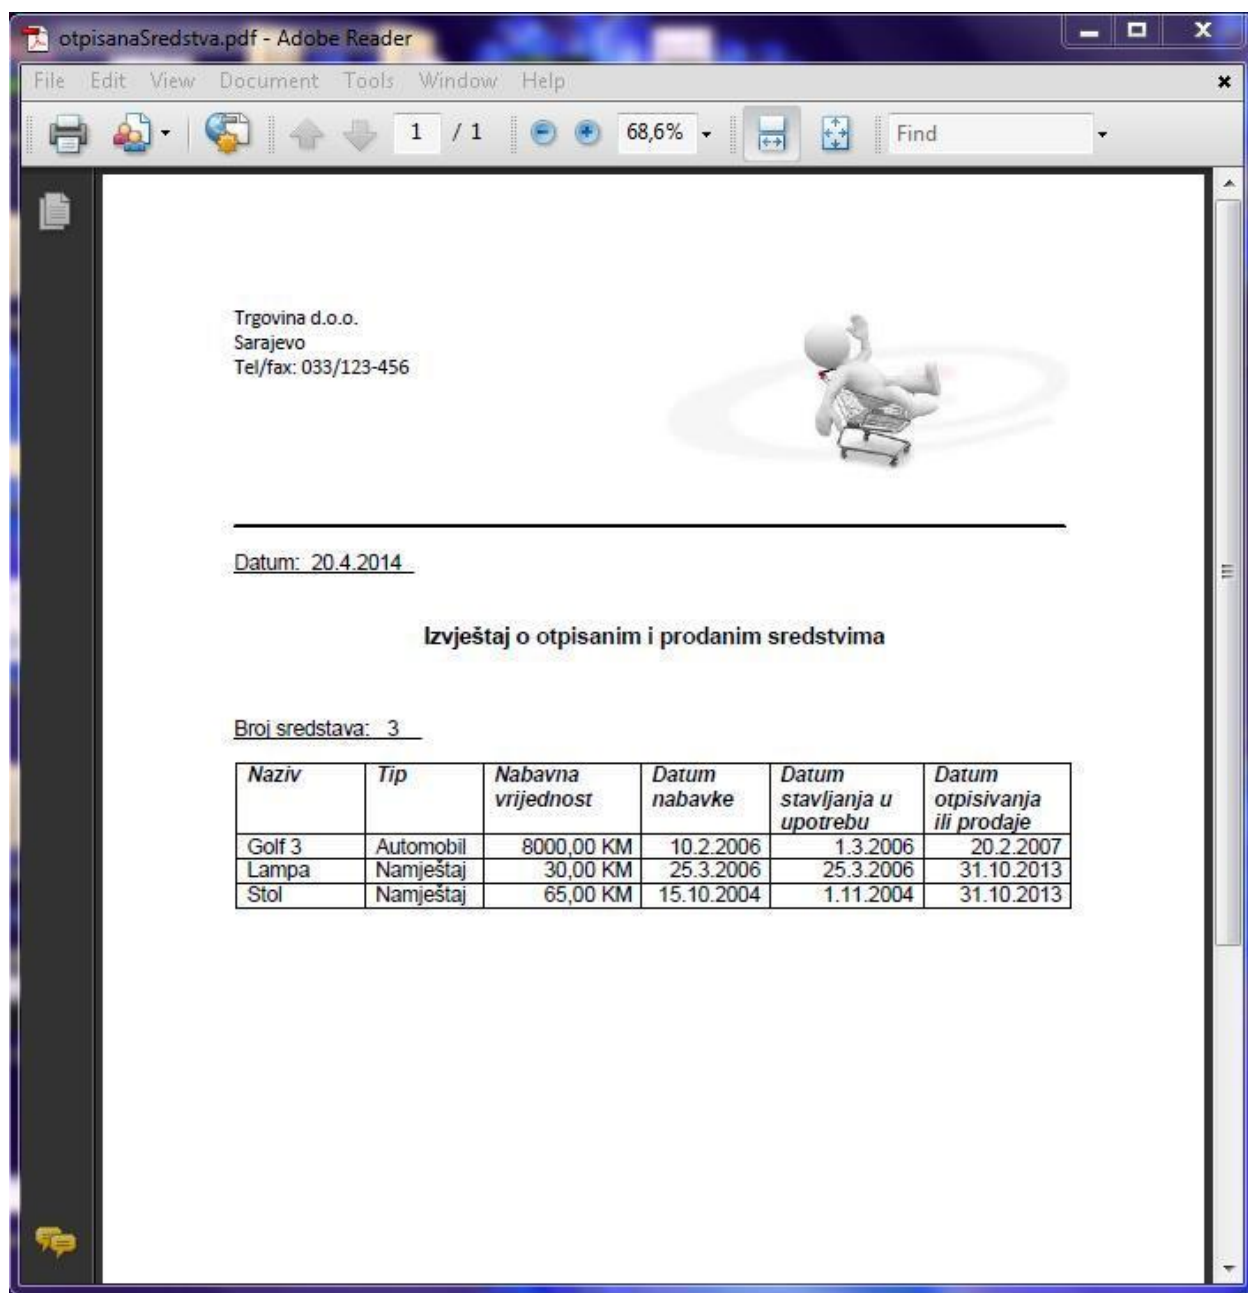 otpisanaSredstva.pdf - Adobe Reader
File Edit View Document Tools Window Help
1 / 1 68,6% Find
Trgovina d.o.o.
Sarajevo
Tel/fax: 033/123-456
Datum: 20.4.2014
Izvještaj o otpisanim i prodanim sredstvima
Broj sredstava: 3
Naziv Tip Nabavna Datum Datum Datum
vrijednost nabavke stavljanja u otpisivanja
upotrebu ili prodaje
Golf 3 Automobil 8000,00 KM 10.2.2006 1.3.2006 20.2.2007
Lampa Namještaj 30,00 KM 25.3.2006 25.3.2006 31.10.2013
Stol Namještaj 65,00 KM 15.10.2004 1.11.2004 31.10.2013